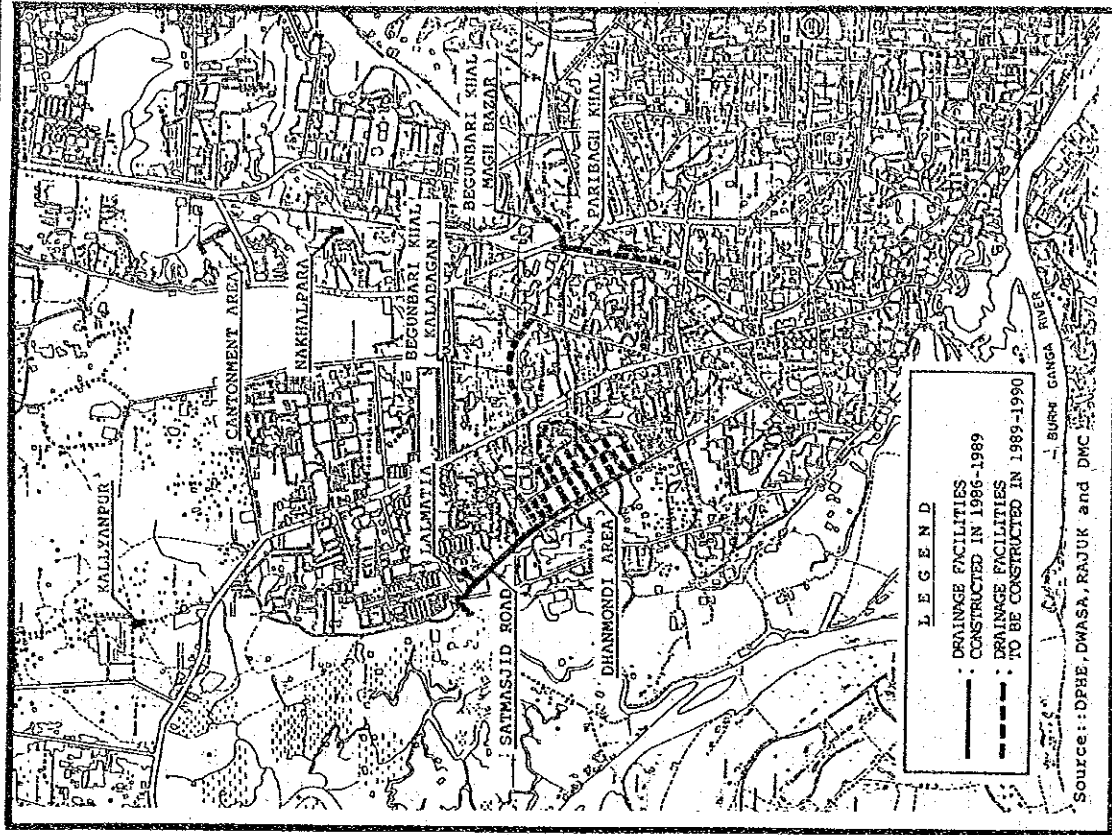 KALLYANPUR
CANTONMENT AREA
NAKHALPARA
BEGUNBARI KHAL
( KALABAGAN )
LALMATIA
BEGUNBARI KHAL
( MAGH BAZAR )
PARIBAGH KHAL
SATMASJID ROAD
DHANMONDI AREA
BURHI GANGA RIVER
LEGEND
: DRAINAGE FACILITIES
CONSTRUCTED IN 1986-1989
: DRAINAGE FACILITIES
TO BE CONSTRUCTED IN 1989-1990
Source::DPHE,DWASA,RAJUK and DMC